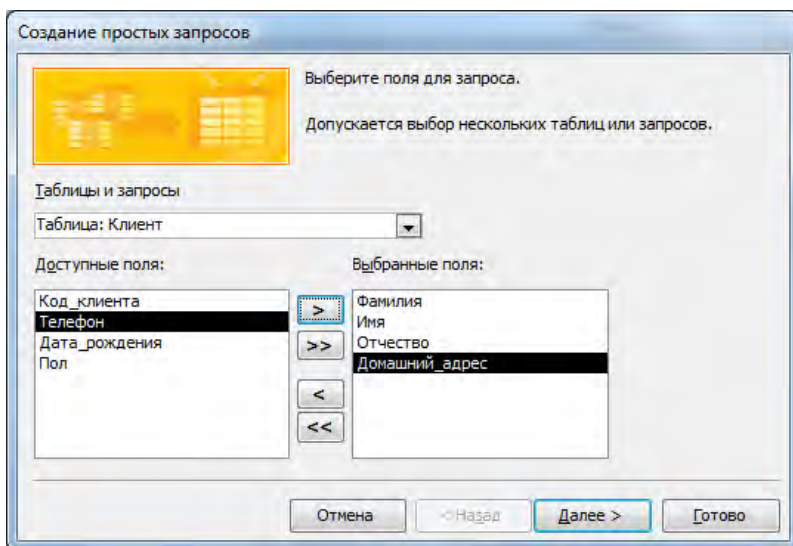 Создание простых запросов
Выберите поля для запроса.
Допускается выбор нескольких таблиц или запросов.
Таблицы и запросы
Таблица: Клиент
Доступные поля:
Выбранные поля:
Код_клиента
Телефон
Дата_рождения
Пол
>
>>
<
<<
Фамилия
Имя
Отчество
Домашний_адрес
Отмена
< Назад
Далее >
Готово